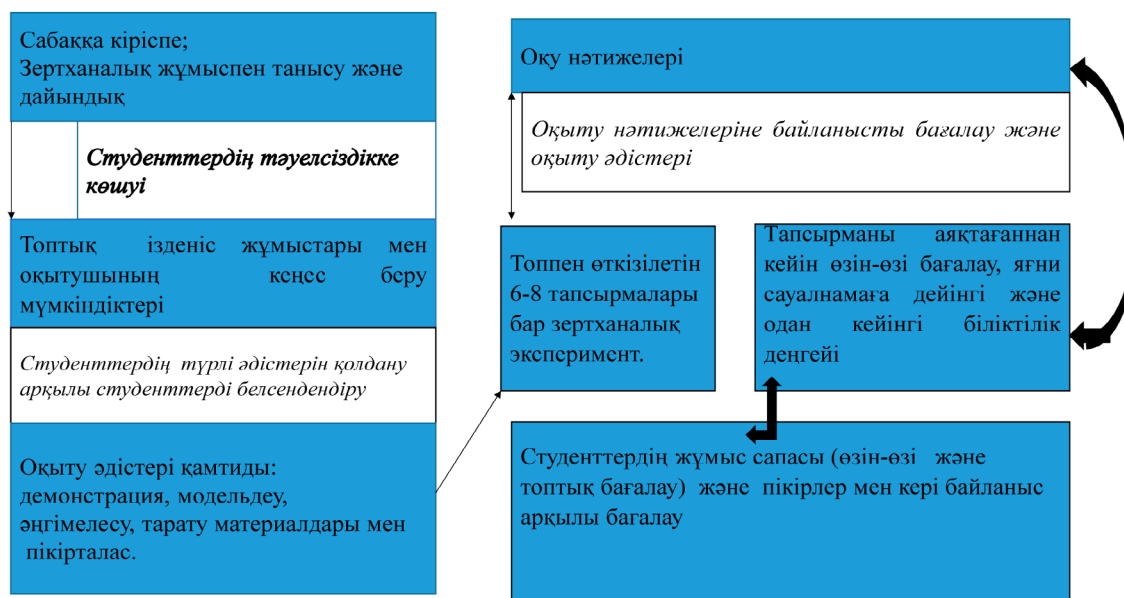 Сабаққа кіріспе;
Зертханалық жұмыспен танысу және
дайындық
Студенттердің тәуелсіздікке
көшуі
Топтық ізденіс жұмыстары мен
оқытушының кеңес беру
мүмкіндіктері
Студенттердің түрлі әдістерін қолдану
арқылы студенттерді белсендендіру
Оқыту әдістері қамтиды:
демонстрация, модельдеу,
әңгімелесу, тарату материалдары мен
пікірталас.
Оқу нәтижелері
Оқыту нәтижелеріне байланысты бағалау және
оқыту әдістері
Топпен өткізілетін
6-8 тапсырмалары
бар зертханалық
эксперимент.
Тапсырманы аяқтағаннан
кейін өзін-өзі бағалау, яғни
сауалнамаға дейінгі және
одан кейінгі біліктілік
деңгейі
Студенттердің жұмыс сапасы (өзін-өзі және
топтық бағалау) және пікірлер мен кері байланыс
арқылы бағалау